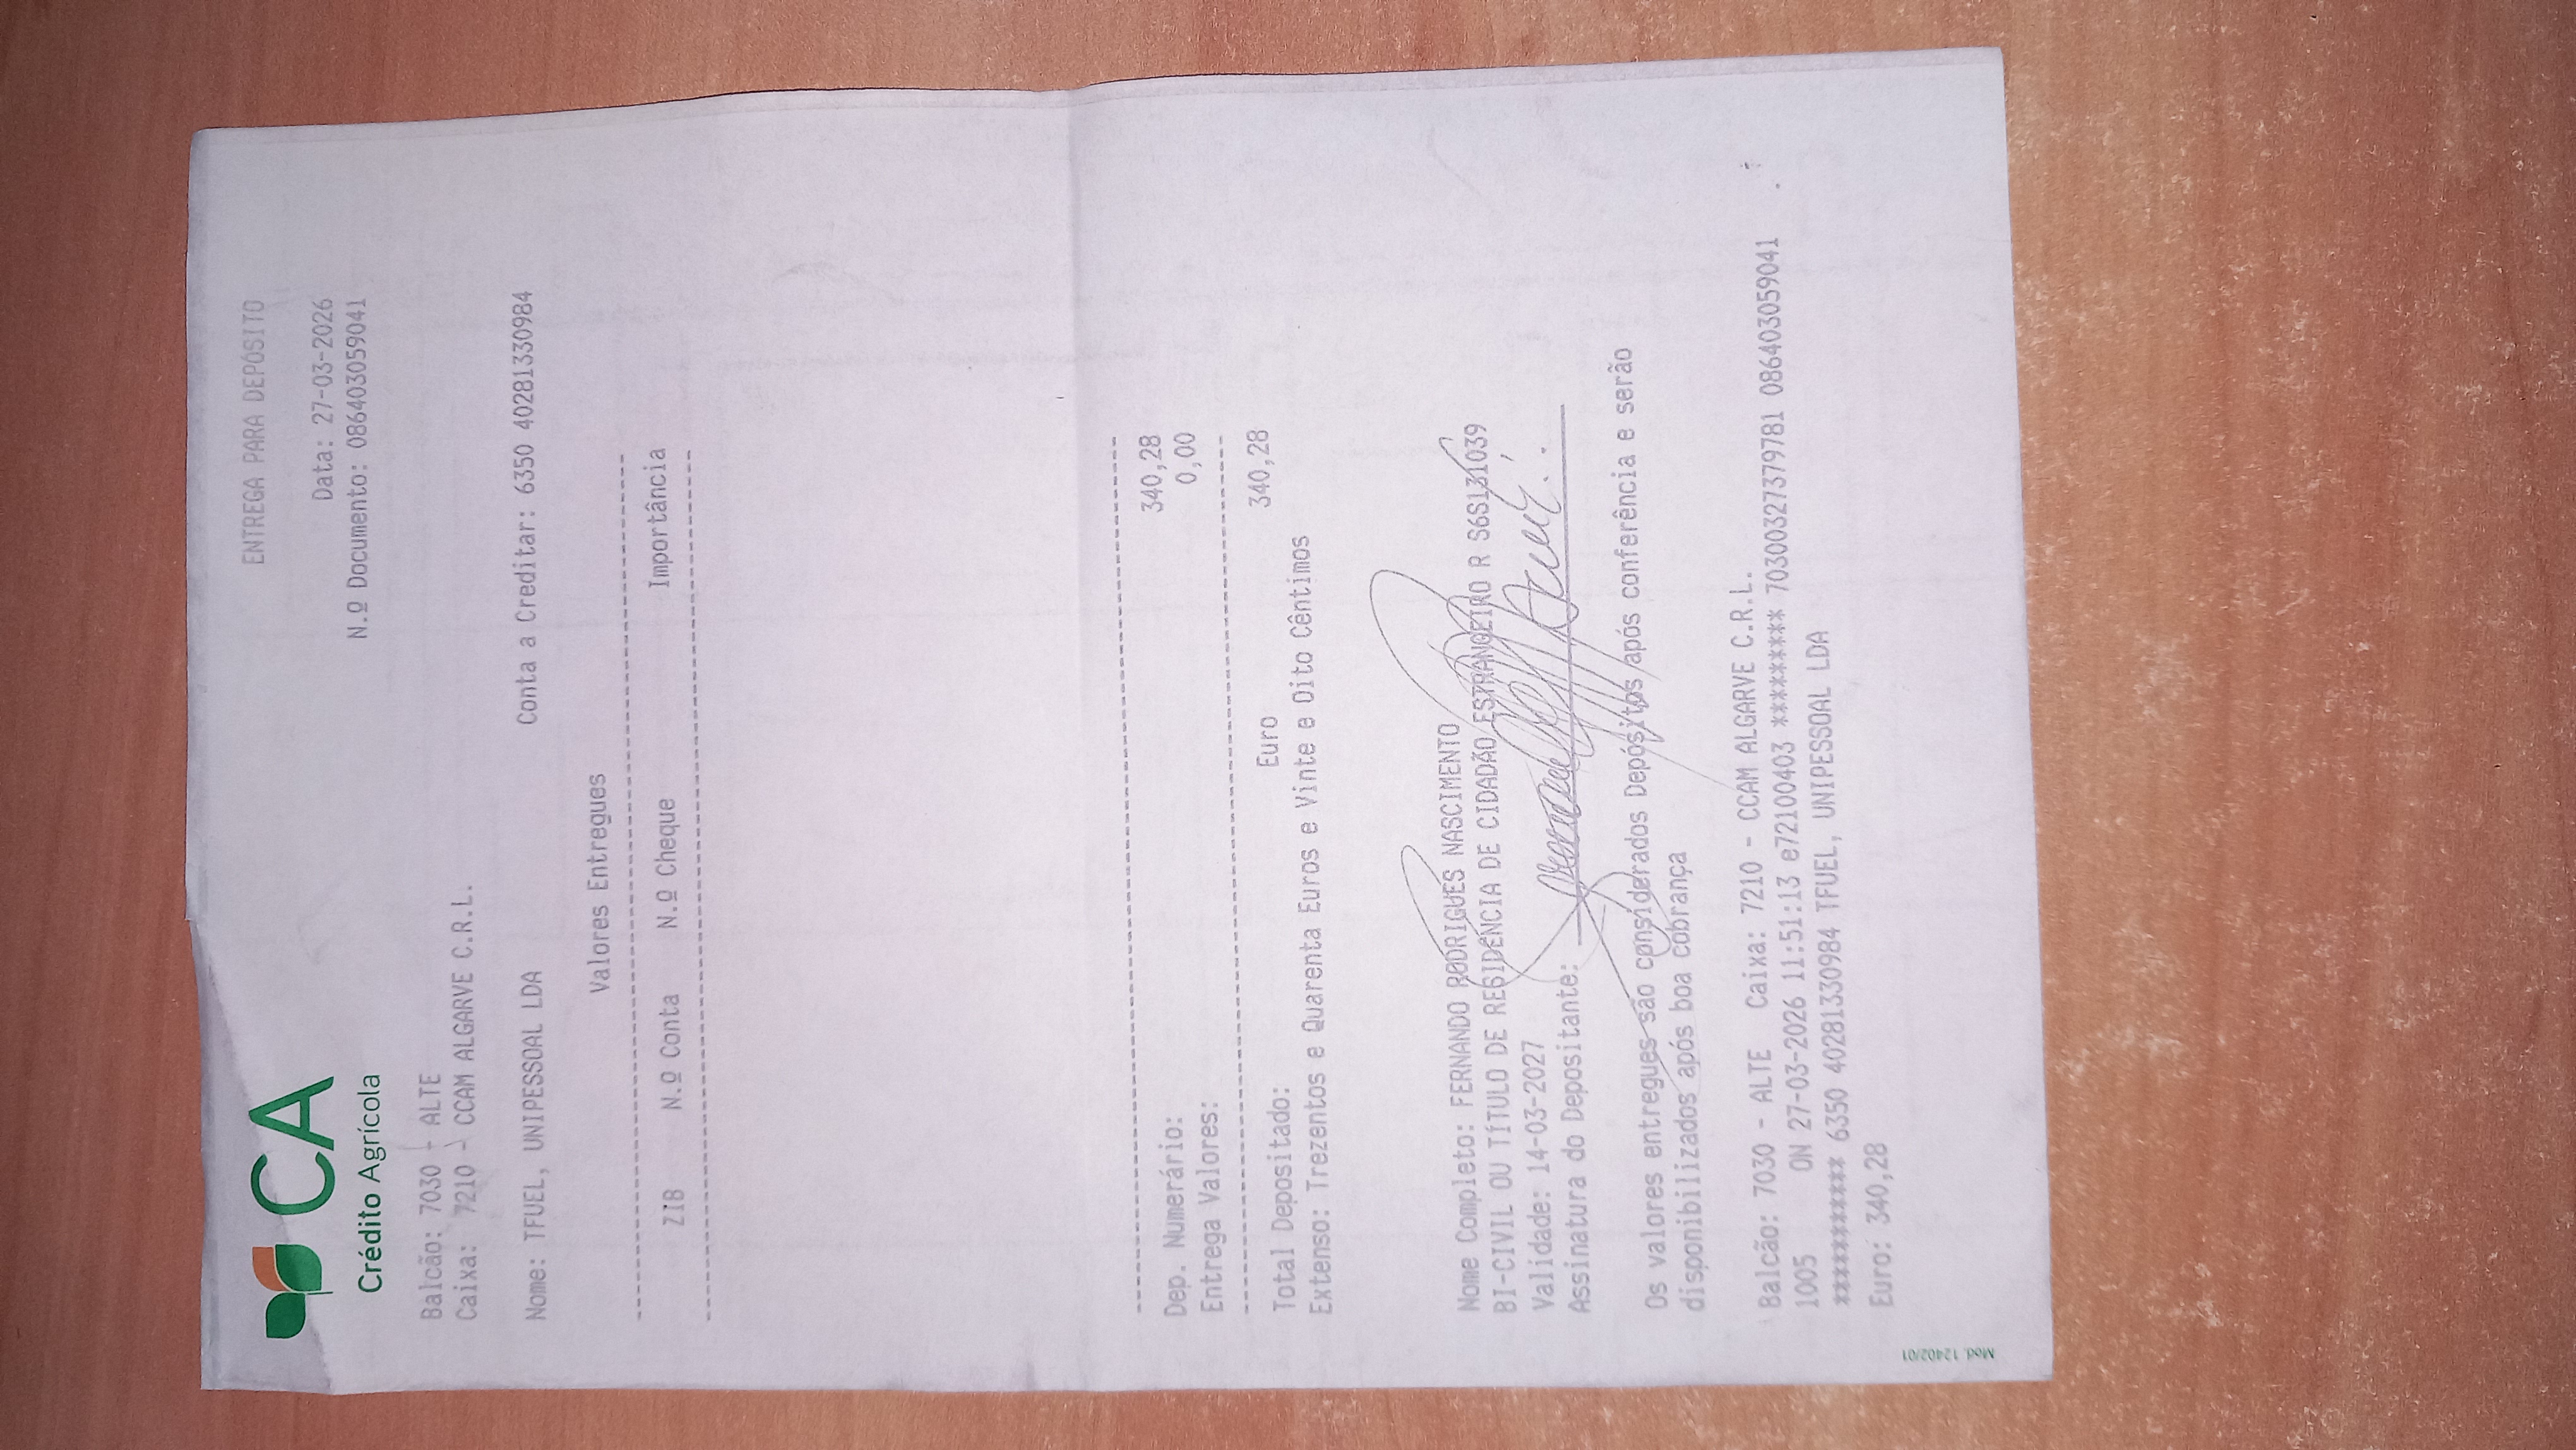 CA
Crédito Agrícola
ENTREGA PARA DEPÓSITO
Data: 27-03-2026
N.º Documento: 08640305​9041
Balcão: 7030 - ALTE
Caixa: 7210 - CCAM ALGARVE C.R.L.
Nome: TFUEL, UNIPESSOAL LDA Conta a Creditar: 6350 40281330984
Valores Entregues
ZIB N.º Conta N.º Cheque Importância
Dep. Numerário: 340,28
Entrega Valores: 0,00
Total Depositado: Euro 340,28
Extenso: Trezentos e Quarenta Euros e Vinte e Oito Cêntimos
Nome Completo: FERNANDO RODRIGUES NASCIMENTO
BI-CIVIL OU TÍTULO DE RESIDÊNCIA DE CIDADÃO ESTRANGEIRO R S6S131039
Validade: 14-03-2027
Assinatura do Depositante:
Os valores entregues são considerados Depósitos após conferência e serão
disponibilizados após boa cobrança
Balcão: 7030 - ALTE Caixa: 7210 - CCAM ALGARVE C.R.L.
1005 ON 27-03-2026 11:51:13 e72100403 ********* 70300327379781 086403059041
*********** 6350 40281330984 TFUEL, UNIPESSOAL LDA
Euro: 340,28
Mod. 12402/01